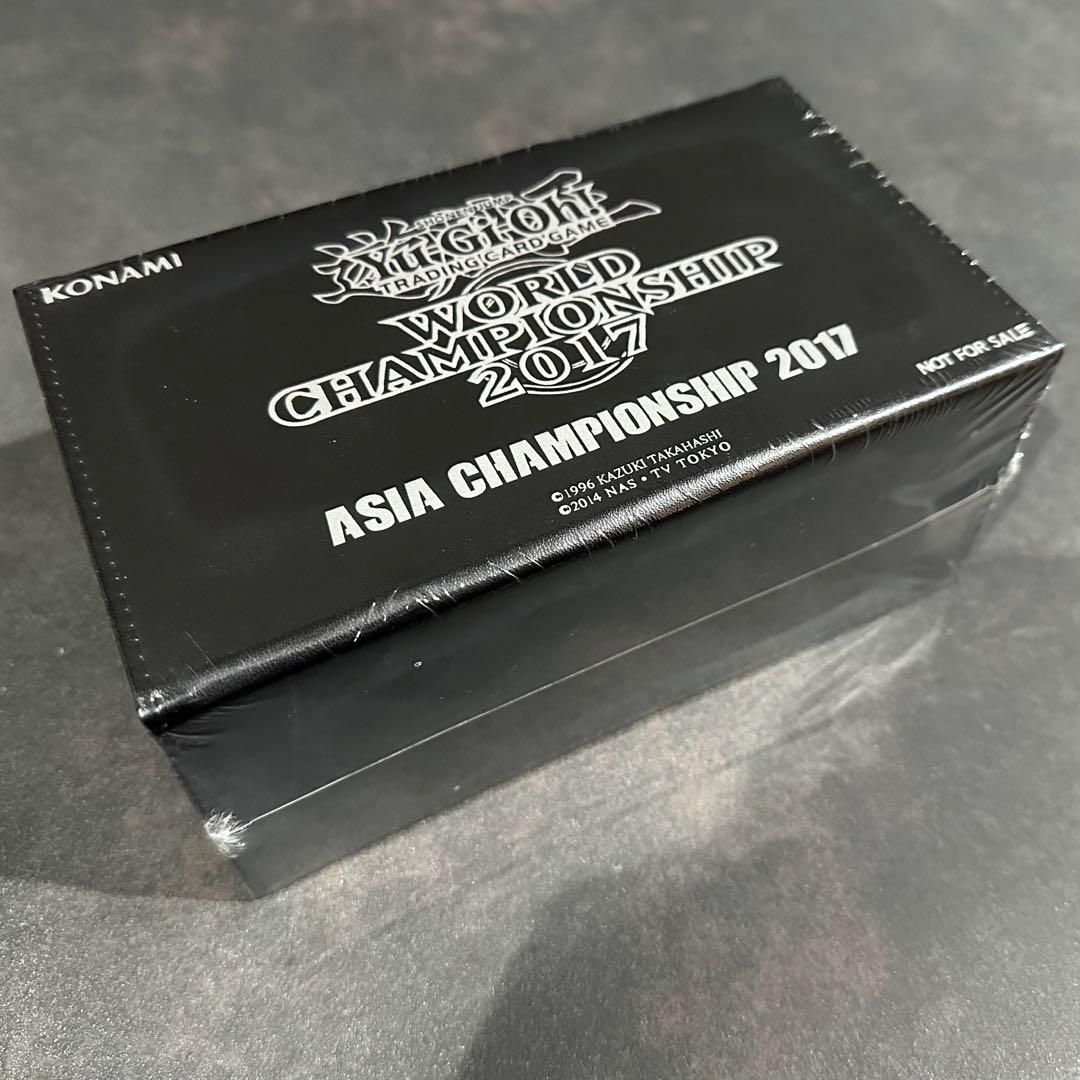 KONAMI
SHONEN JUMP
Yu-Gi-Oh!
TRADING CARD GAME
WORLD
CHAMPIONSHIP
2017
ASIA CHAMPIONSHIP 2017
NOT FOR SALE
©1996 KAZUKI TAKAHASHI
©2014 NAS • TV TOKYO